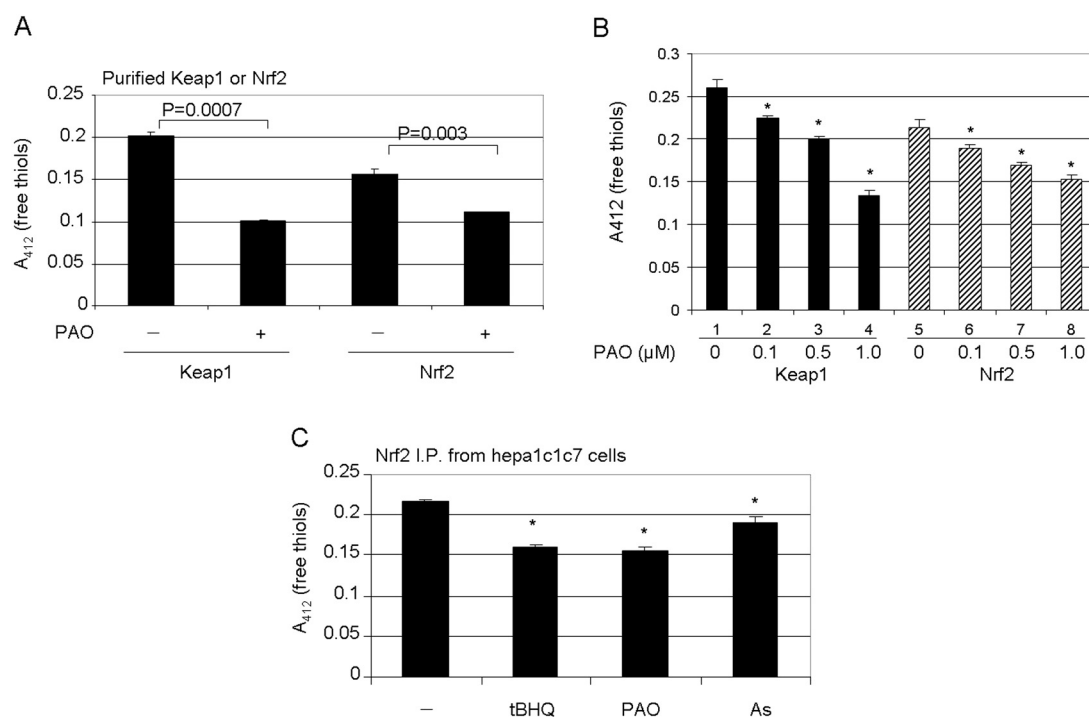 A
Purified Keap1 or Nrf2
0.25
0.2
0.15
0.1
0.05
0
A412 (free thiols)
P=0.0007
P=0.003
PAO – + – +
Keap1 Nrf2
B
0.3
0.25
0.2
0.15
0.1
0.05
0
A412 (free thiols)
* * * * * *
1 2 3 4 5 6 7 8
PAO (µM) 0 0.1 0.5 1.0 0 0.1 0.5 1.0
Keap1 Nrf2
C
Nrf2 I.P. from hepa1c1c7 cells
0.25
0.2
0.15
0.1
0.05
0
A412 (free thiols)
* * *
– tBHQ PAO As